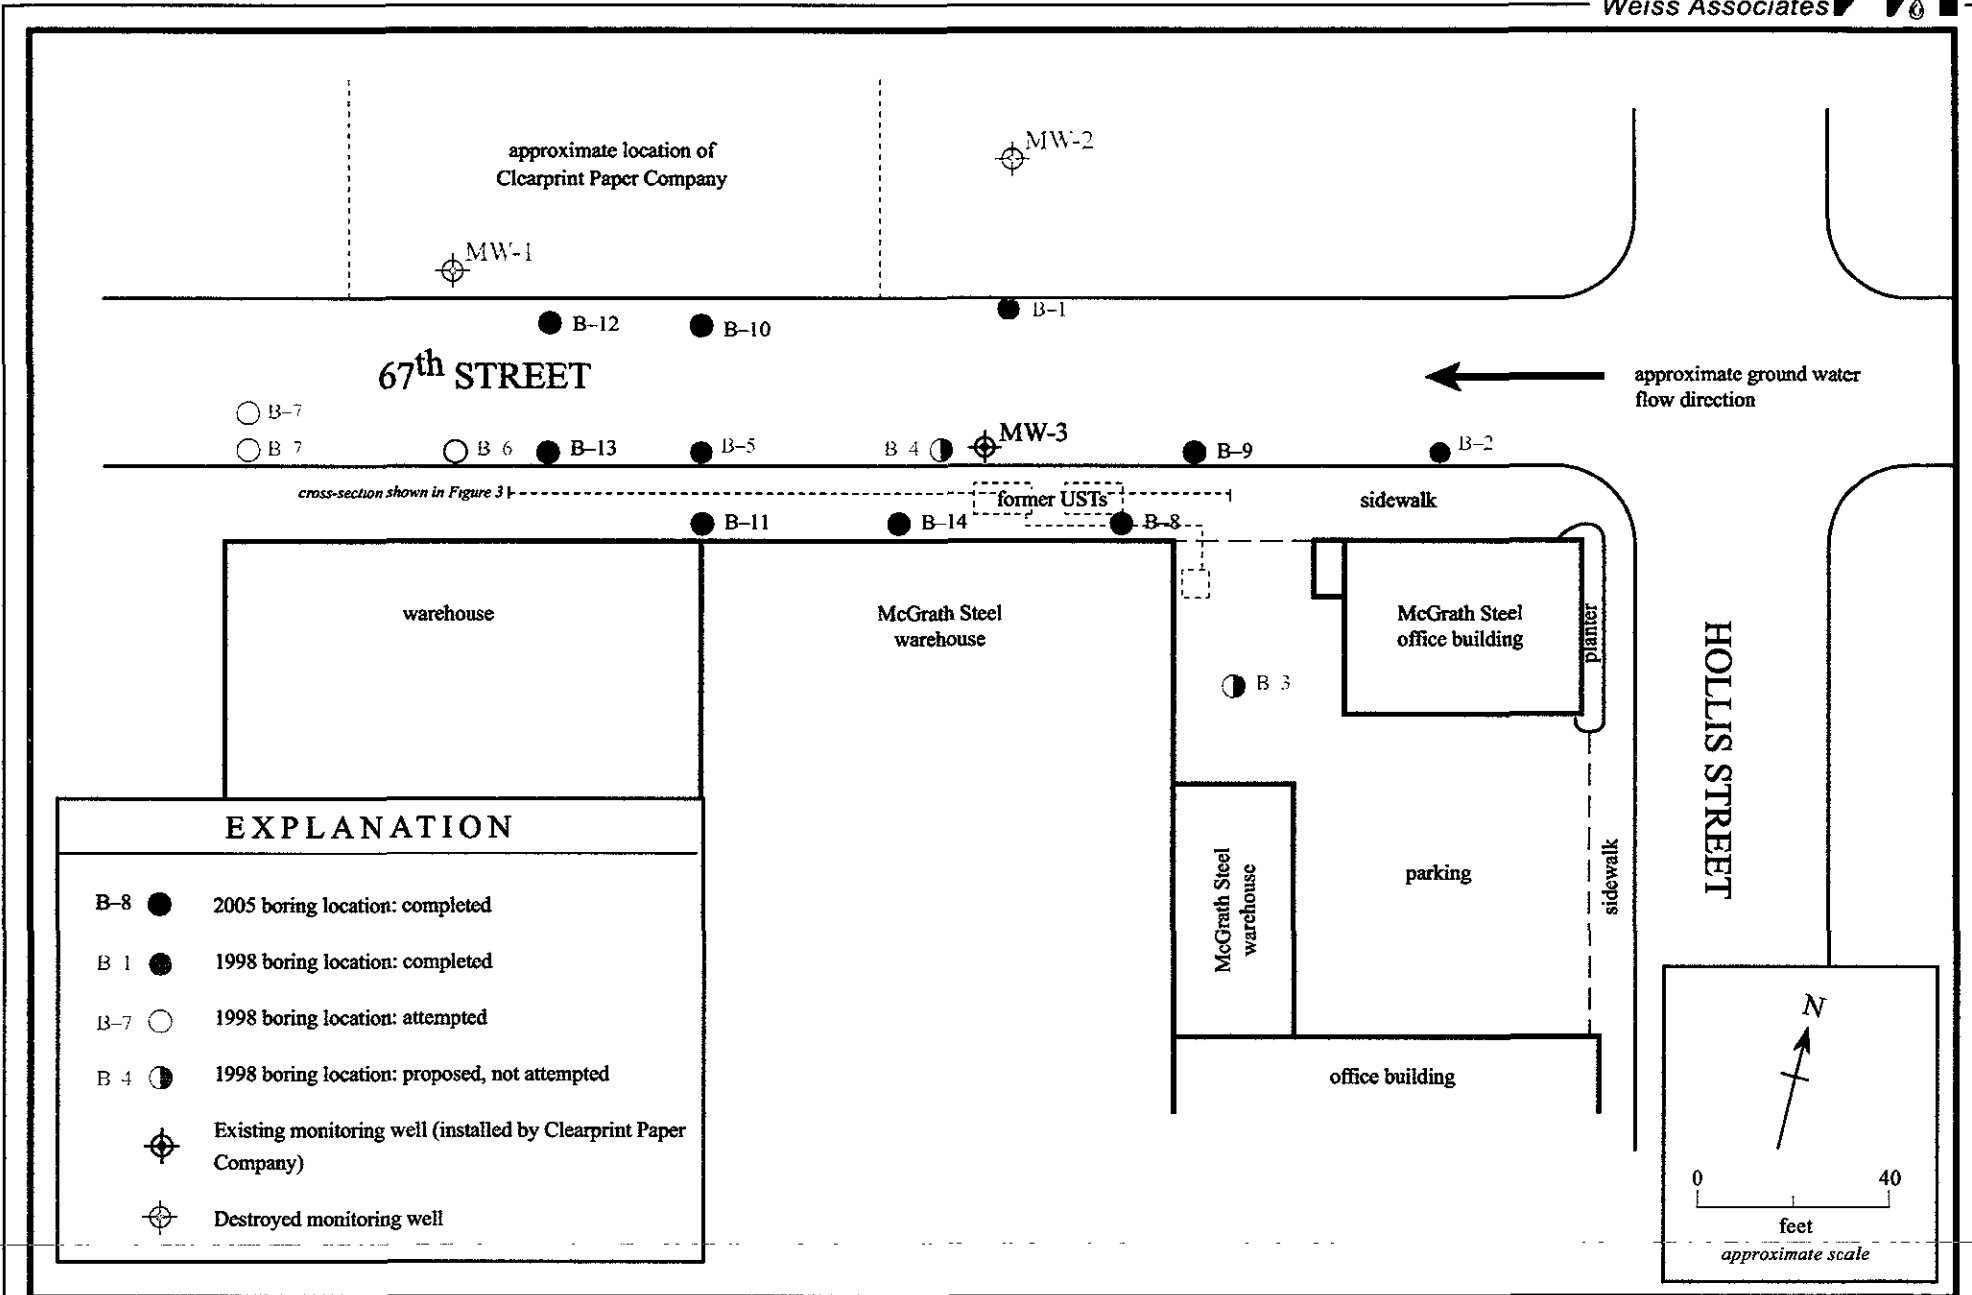 Weiss Associates
approximate location of
Clearprint Paper Company
MW-2
MW-1
B-1
B-12
B-10
67th STREET
approximate ground water
flow direction
B-7
B 7
B 6
B-13
B-5
B 4
MW-3
B-9
B-2
cross-section shown in Figure 3
former USTs
sidewalk
B-11
B-14
B-8
warehouse
McGrath Steel
warehouse
McGrath Steel
office building
planter
B 3
HOLLIS STREET
McGrath Steel
warehouse
parking
sidewalk
office building
EXPLANATION
B-8 2005 boring location: completed
B 1 1998 boring location: completed
B-7 1998 boring location: attempted
B 4 1998 boring location: proposed, not attempted
Existing monitoring well (installed by Clearprint Paper
Company)
Destroyed monitoring well
N
0 40
feet
approximate scale